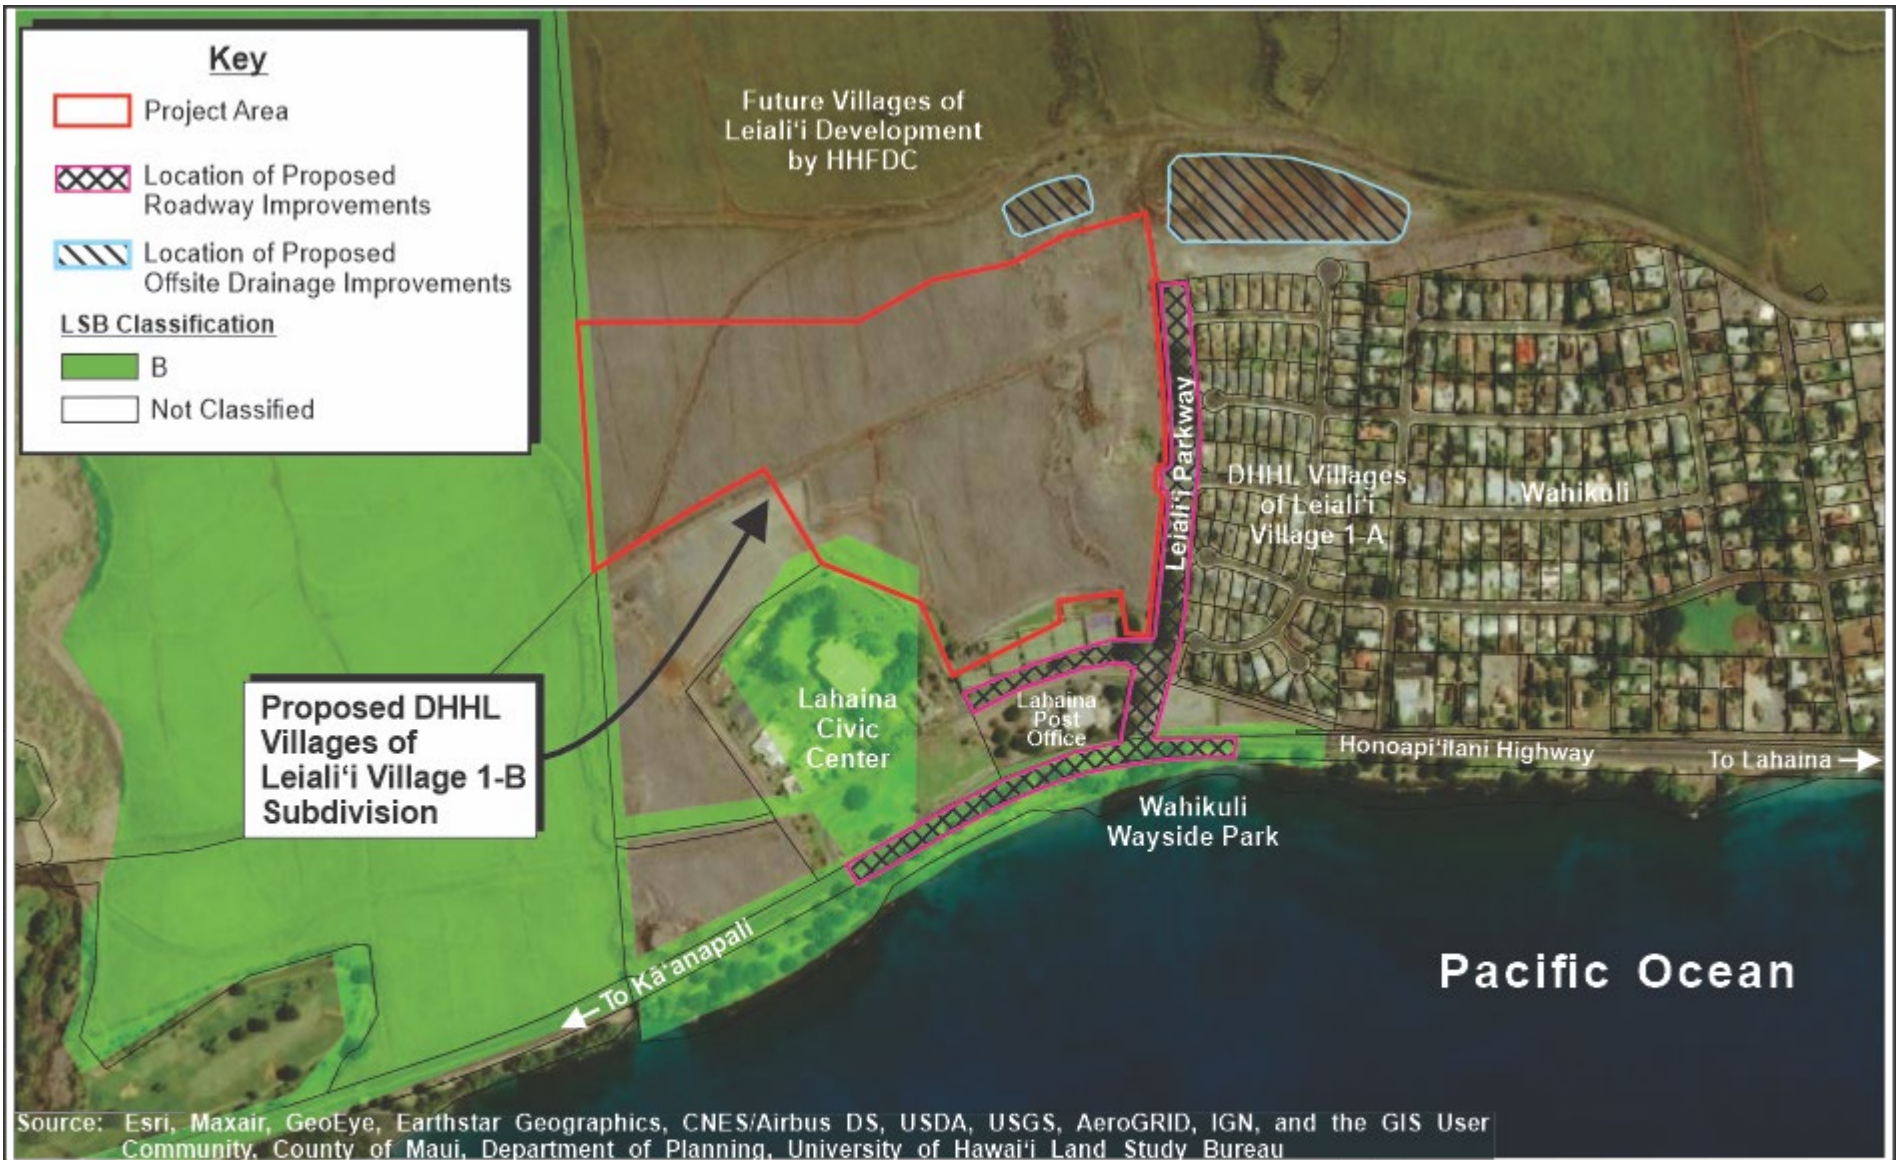 Key
Project Area
Location of Proposed
Roadway Improvements
Location of Proposed
Offsite Drainage Improvements
LSB Classification
B
Not Classified
Future Villages of
Leiali‘i Development
by HHFDC
Leiali‘i Parkway
DHHL Villages
of Leiali‘i
Village 1-A
Wahikuli
Proposed DHHL
Villages of
Leiali‘i Village 1-B
Subdivision
Lahaina
Civic
Center
Lahaina
Post
Office
Honoapi‘ilani Highway
To Lahaina
Wahikuli
Wayside Park
To Kā‘anapali
Pacific Ocean
Source: Esri, Maxair, GeoEye, Earthstar Geographics, CNES/Airbus DS, USDA, USGS, AeroGRID, IGN, and the GIS User
Community, County of Maui, Department of Planning, University of Hawai‘i Land Study Bureau